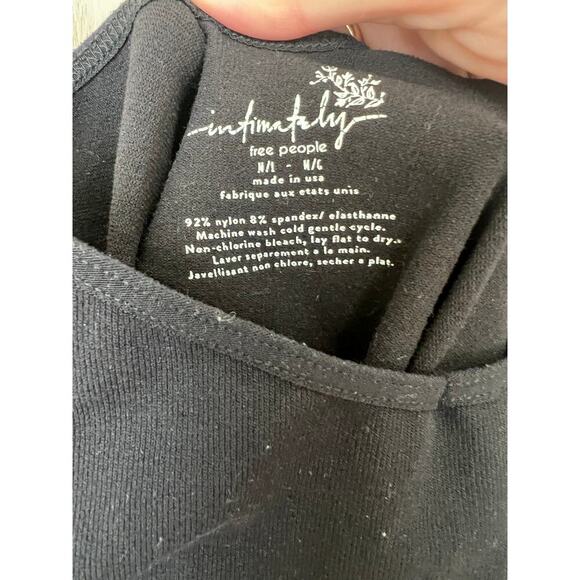 intimately
free people
M/L - M/G
made in usa
fabrique aux etats unis
92% nylon 8% spandex/ elasthanne
Machine wash cold gentle cycle.
Non-chlorine bleach, lay flat to dry.
Laver separement a le main.
Javellisant non chlore, secher a plat.